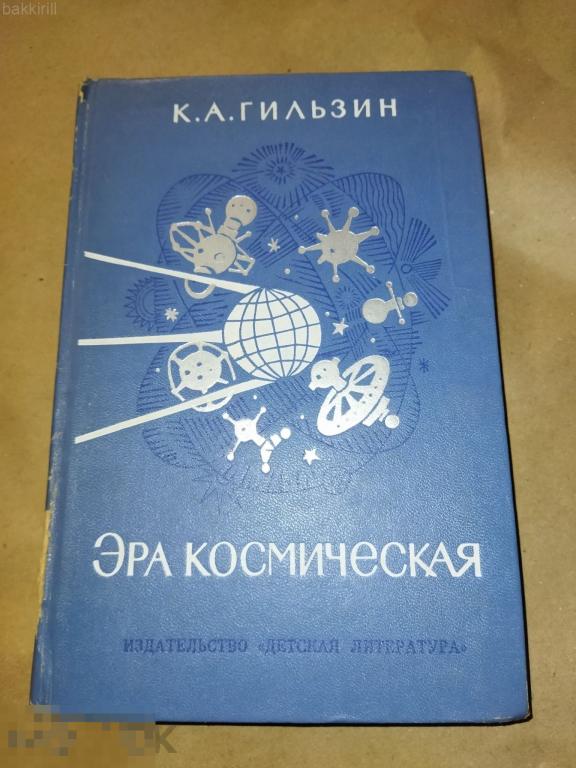 bakkirill
К.А.ГИЛЬЗИН
ЭРА КОСМИЧЕСКАЯ
ИЗДАТЕЛЬСТВО «ДЕТСКАЯ ЛИТЕРАТУРА»